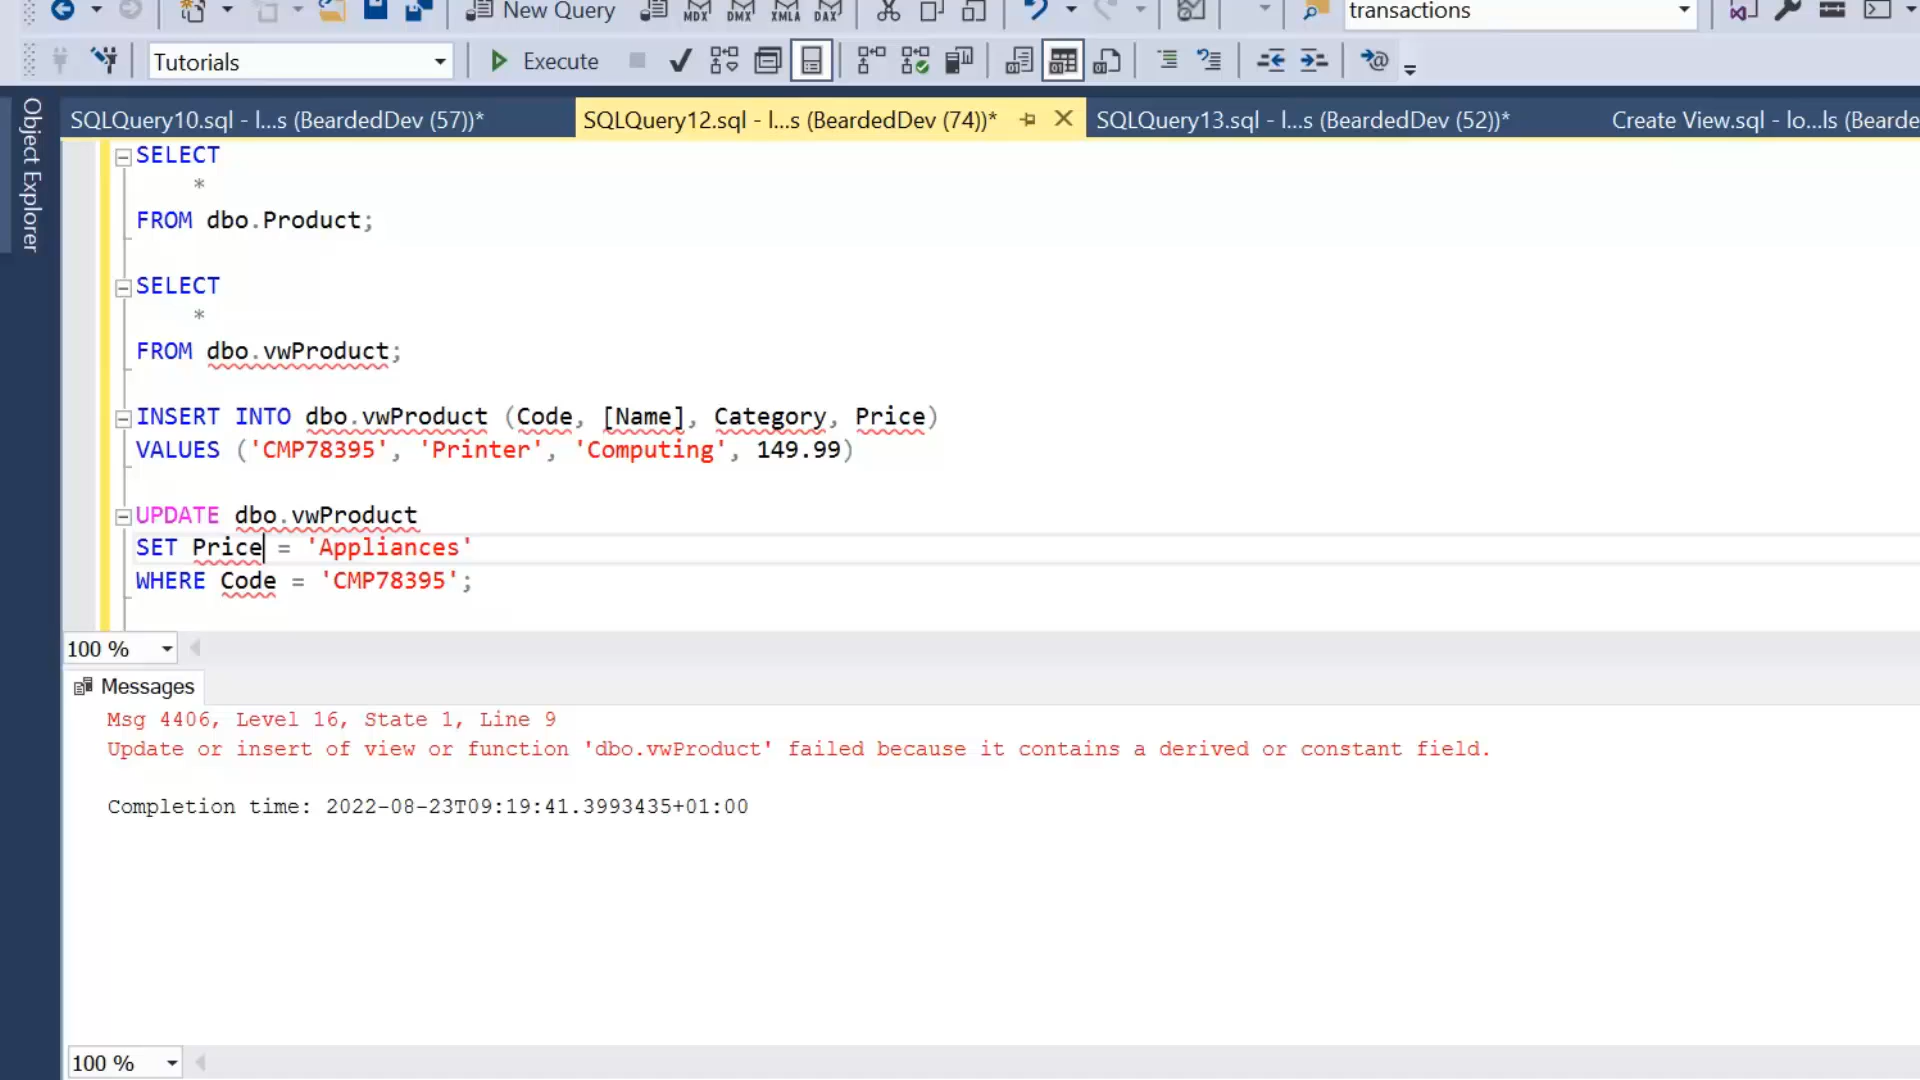 New Query
MDX
DMX
XMLA
DAX
transactions
Tutorials
Execute
Object Explorer
SQLQuery10.sql - l...s (BeardedDev (57))*
SQLQuery12.sql - l...s (BeardedDev (74))*
SQLQuery13.sql - l...s (BeardedDev (52))*
Create View.sql - lo...ls (Bearde
SELECT
*
FROM dbo.Product;
SELECT
*
FROM dbo.vwProduct;
INSERT INTO dbo.vwProduct (Code, [Name], Category, Price)
VALUES ('CMP78395', 'Printer', 'Computing', 149.99)
UPDATE dbo.vwProduct
SET Price = 'Appliances'
WHERE Code = 'CMP78395';
100 %
Messages
Msg 4406, Level 16, State 1, Line 9
Update or insert of view or function 'dbo.vwProduct' failed because it contains a derived or constant field.
Completion time: 2022-08-23T09:19:41.3993435+01:00
100 %